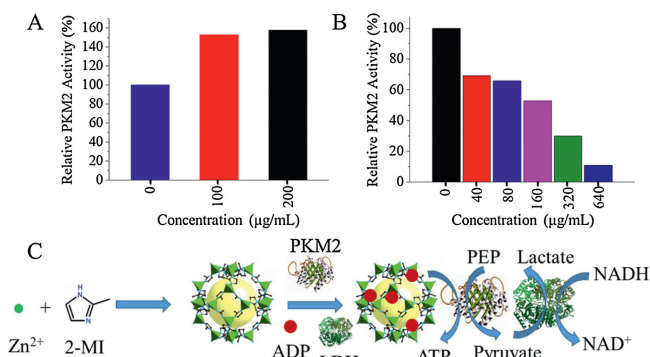 A
Relative PKM2 Activity (%)
160
140
120
100
80
60
40
20
0
0
100
200
Concentration (μg/mL)
B
Relative PKM2 Activity (%)
100
80
60
40
20
0
0
40
80
160
320
640
Concentration (μg/mL)
C
Zn²⁺
+
H
N
N
2-MI
PKM2
ADP
PEP
Lactate
NADH
ATP
Pyruvate
NAD⁺